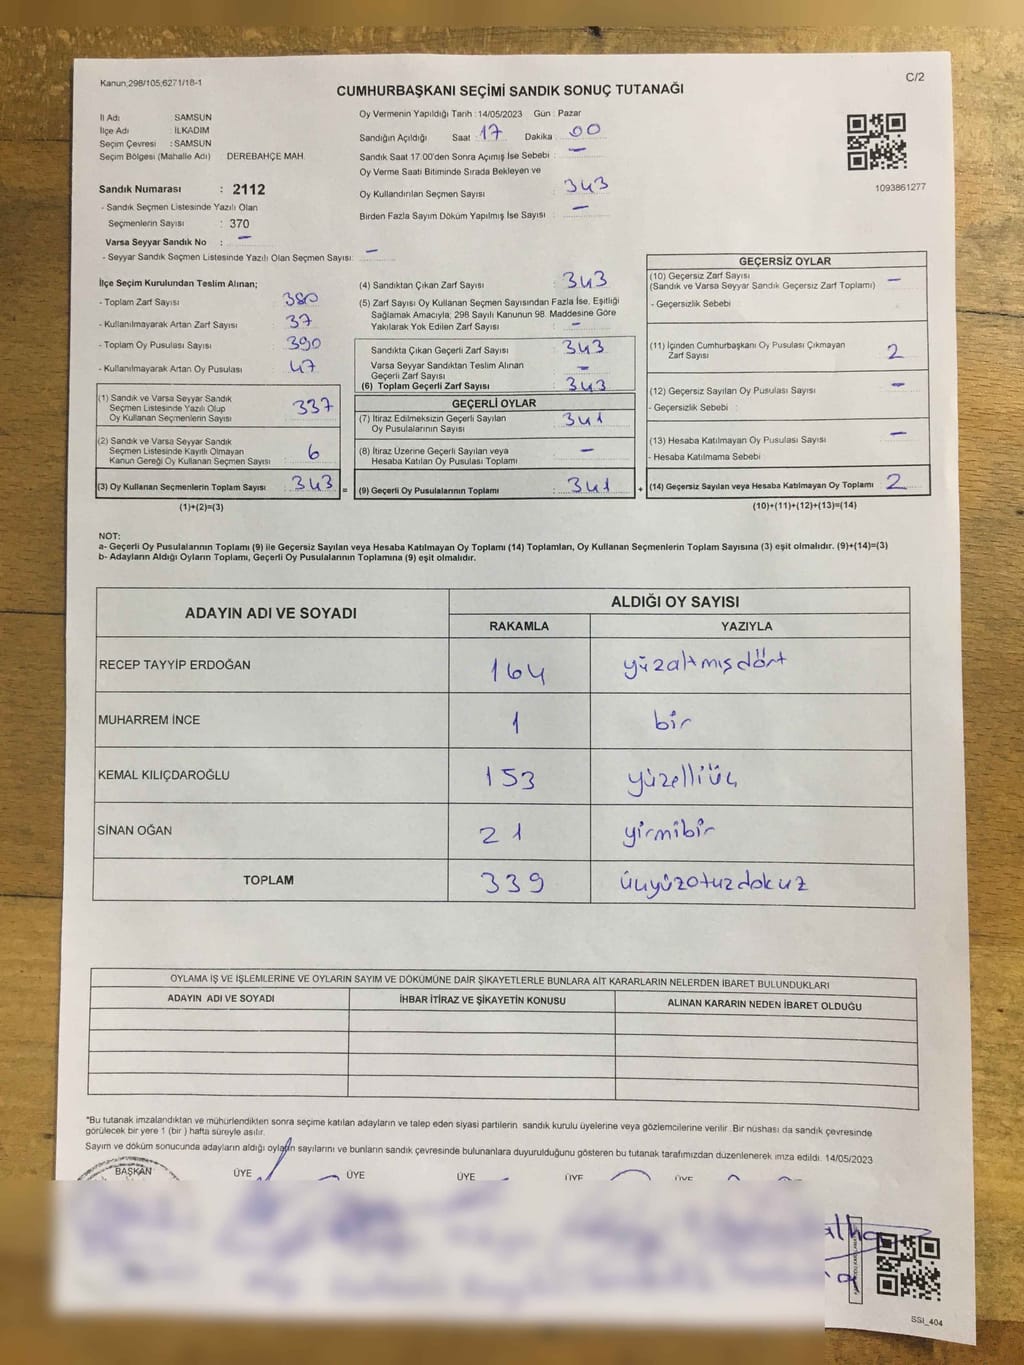 Kanun,298/105;6271/18-1
C/2
CUMHURBAŞKANI SEÇİMİ SANDIK SONUÇ TUTANAĞI
İl Adı SAMSUN
İlçe Adı : İLKADIM
Seçim Çevresi : SAMSUN
Seçim Bölgesi (Mahalle Adı) DEREBAHÇE MAH.
Sandık Numarası : 2112
- Sandık Seçmen Listesinde Yazılı Olan
Seçmenlerin Sayısı : 370
Varsa Seyyar Sandık No : –
- Seyyar Sandık Seçmen Listesinde Yazılı Olan Seçmen Sayısı: –
Oy Vermenin Yapıldığı Tarih : 14/05/2023 Gün : Pazar
Sandığın Açıldığı Saat : 17 Dakika : 00
Sandık Saat 17.00'den Sonra Açımış İse Sebebi : –
Oy Verme Saati Bitiminde Sırada Bekleyen ve
Oy Kullandırılan Seçmen Sayısı : 343
Birden Fazla Sayım Döküm Yapılmış İse Sayısı : –
1093861277
İlçe Seçim Kurulundan Teslim Alınan;
- Toplam Zarf Sayısı : 380
- Kullanılmayarak Artan Zarf Sayısı : 37
- Toplam Oy Pusulası Sayısı : 390
- Kullanılmayarak Artan Oy Pusulası : 47
(1) Sandık ve Varsa Seyyar Sandık
Seçmen Listesinde Yazılı Olup
Oy Kullanan Seçmenlerin Sayısı : 337
(2) Sandık ve Varsa Seyyar Sandık
Seçmen Listesinde Kayıtlı Olmayan
Kanun Gereği Oy Kullanan Seçmen Sayısı : 6
(3) Oy Kullanan Seçmenlerin Toplam Sayısı : 343 =
(1)+(2)=(3)
(4) Sandıktan Çıkan Zarf Sayısı : 343
(5) Zarf Sayısı Oy Kullanan Seçmen Sayısından Fazla İse, Eşitliği
Sağlamak Amacıyla; 298 Sayılı Kanunun 98. Maddesine Göre
Yakılarak Yok Edilen Zarf Sayısı : –
Sandıkta Çıkan Geçerli Zarf Sayısı : 343
Varsa Seyyar Sandıktan Teslim Alınan
Geçerli Zarf Sayısı : –
(6) Toplam Geçerli Zarf Sayısı : 343
GEÇERLİ OYLAR
(7) İtiraz Edilmeksizin Geçerli Sayılan
Oy Pusulalarının Sayısı : 341
(8) İtiraz Üzerine Geçerli Sayılan veya
Hesaba Katılan Oy Pusulası Toplamı : –
(9) Geçerli Oy Pusulalarının Toplamı : 341 +
GEÇERSİZ OYLAR
(10) Geçersiz Zarf Sayısı
(Sandık ve Varsa Seyyar Sandık Geçersiz Zarf Toplamı) : –
- Geçersizlik Sebebi :
(11) İçinden Cumhurbaşkanı Oy Pusulası Çıkmayan
Zarf Sayısı : 2
(12) Geçersiz Sayılan Oy Pusulası Sayısı : –
- Geçersizlik Sebebi :
(13) Hesaba Katılmayan Oy Pusulası Sayısı : –
- Hesaba Katılmama Sebebi
(14) Geçersiz Sayılan veya Hesaba Katılmayan Oy Toplamı : 2
(10)+(11)+(12)+(13)=(14)
NOT:
a- Geçerli Oy Pusulalarının Toplamı (9) ile Geçersiz Sayılan veya Hesaba Katılmayan Oy Toplamı (14) Toplamları, Oy Kullanan Seçmenlerin Toplam Sayısına (3) eşit olmalıdır. (9)+(14)=(3)
b- Adayların Aldığı Oyların Toplamı, Geçerli Oy Pusulalarının Toplamına (9) eşit olmalıdır.
ADAYIN ADI VE SOYADI
ALDIĞI OY SAYISI
RAKAMLA YAZIYLA
RECEP TAYYİP ERDOĞAN 164 yüzaltmışdört
MUHARREM İNCE 1 bir
KEMAL KILIÇDAROĞLU 153 yüzelliüç
SİNAN OĞAN 21 yirmibir
TOPLAM 339 üçyüzotuzdokuz
OYLAMA İŞ VE İŞLEMLERİNE VE OYLARIN SAYIM VE DÖKÜMÜNE DAİR ŞİKAYETLERLE BUNLARA AİT KARARLARIN NELERDEN İBARET BULUNDUKLARI
ADAYIN ADI VE SOYADI İHBAR İTİRAZ VE ŞİKAYETİN KONUSU ALINAN KARARIN NEDEN İBARET OLDUĞU
*Bu tutanak imzalandıktan ve mühürlendikten sonra seçime katılan adayların ve talep eden siyasi partilerin sandık kurulu üyelerine veya gözlemcilerine verilir. Bir nüshası da sandık çevresinde
görülecek bir yere 1 (bir) hafta süreyle asılır.
Sayım ve döküm sonucunda adayların aldığı oyların sayılarını ve bunların sandık çevresinde bulunanlara duyurulduğunu gösteren bu tutanak tarafımızdan düzenlenerek imza edildi. 14/05/2023
BAŞKAN ÜYE ÜYE ÜYE ÜYE ÜYE
SSI_404